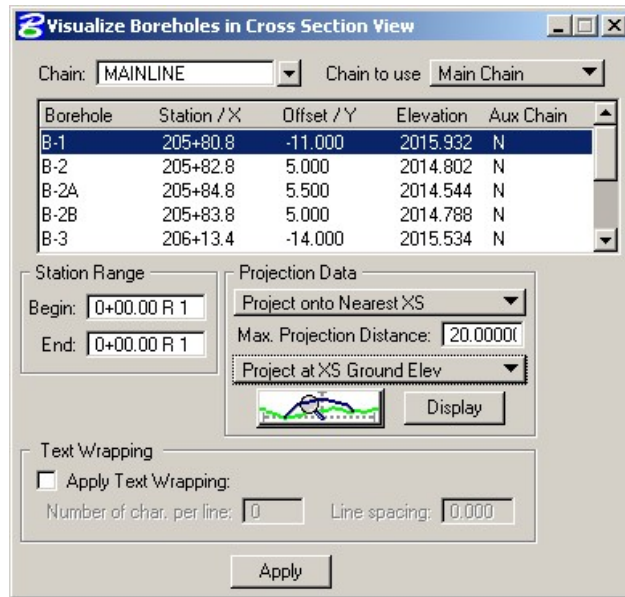 Visualize Boreholes in Cross Section View
Chain: MAINLINE Chain to use Main Chain
Borehole Station / X Offset / Y Elevation Aux Chain
B-1 205+80.8 -11.000 2015.932 N
B-2 205+82.8 5.000 2014.802 N
B-2A 205+84.8 5.500 2014.544 N
B-2B 205+83.8 5.000 2014.788 N
B-3 206+13.4 -14.000 2015.534 N
Station Range
Begin: 0+00.00 R 1
End: 0+00.00 R 1
Projection Data
Project onto Nearest XS
Max. Projection Distance: 20.0000(
Project at XS Ground Elev
Display
Text Wrapping
Apply Text Wrapping:
Number of char. per line: 0 Line spacing: 0.000
Apply